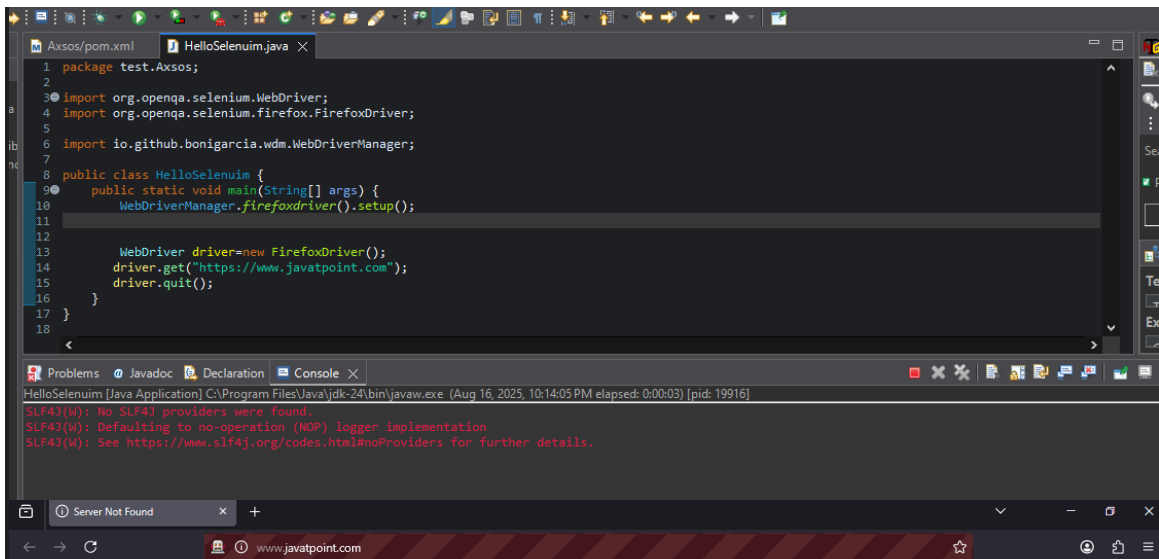 Axsos/pom.xml HelloSelenuim.java
1 package test.Axsos;
2
3 import org.openqa.selenium.WebDriver;
4 import org.openqa.selenium.firefox.FirefoxDriver;
5
6 import io.github.bonigarcia.wdm.WebDriverManager;
7
8 public class HelloSelenuim {
9 public static void main(String[] args) {
10 WebDriverManager.firefoxdriver().setup();
11
12
13 WebDriver driver=new FirefoxDriver();
14 driver.get("https://www.javatpoint.com");
15 driver.quit();
16 }
17 }
18
Problems Javadoc Declaration Console
HelloSelenuim [Java Application] C:\Program Files\Java\jdk-24\bin\javaw.exe (Aug 16, 2025, 10:14:05 PM elapsed: 0:00:03) [pid: 19916]
SLF4J(W): No SLF4J providers were found.
SLF4J(W): Defaulting to no-operation (NOP) logger implementation
SLF4J(W): See https://www.slf4j.org/codes.html#noProviders for further details.
Server Not Found
www.javatpoint.com